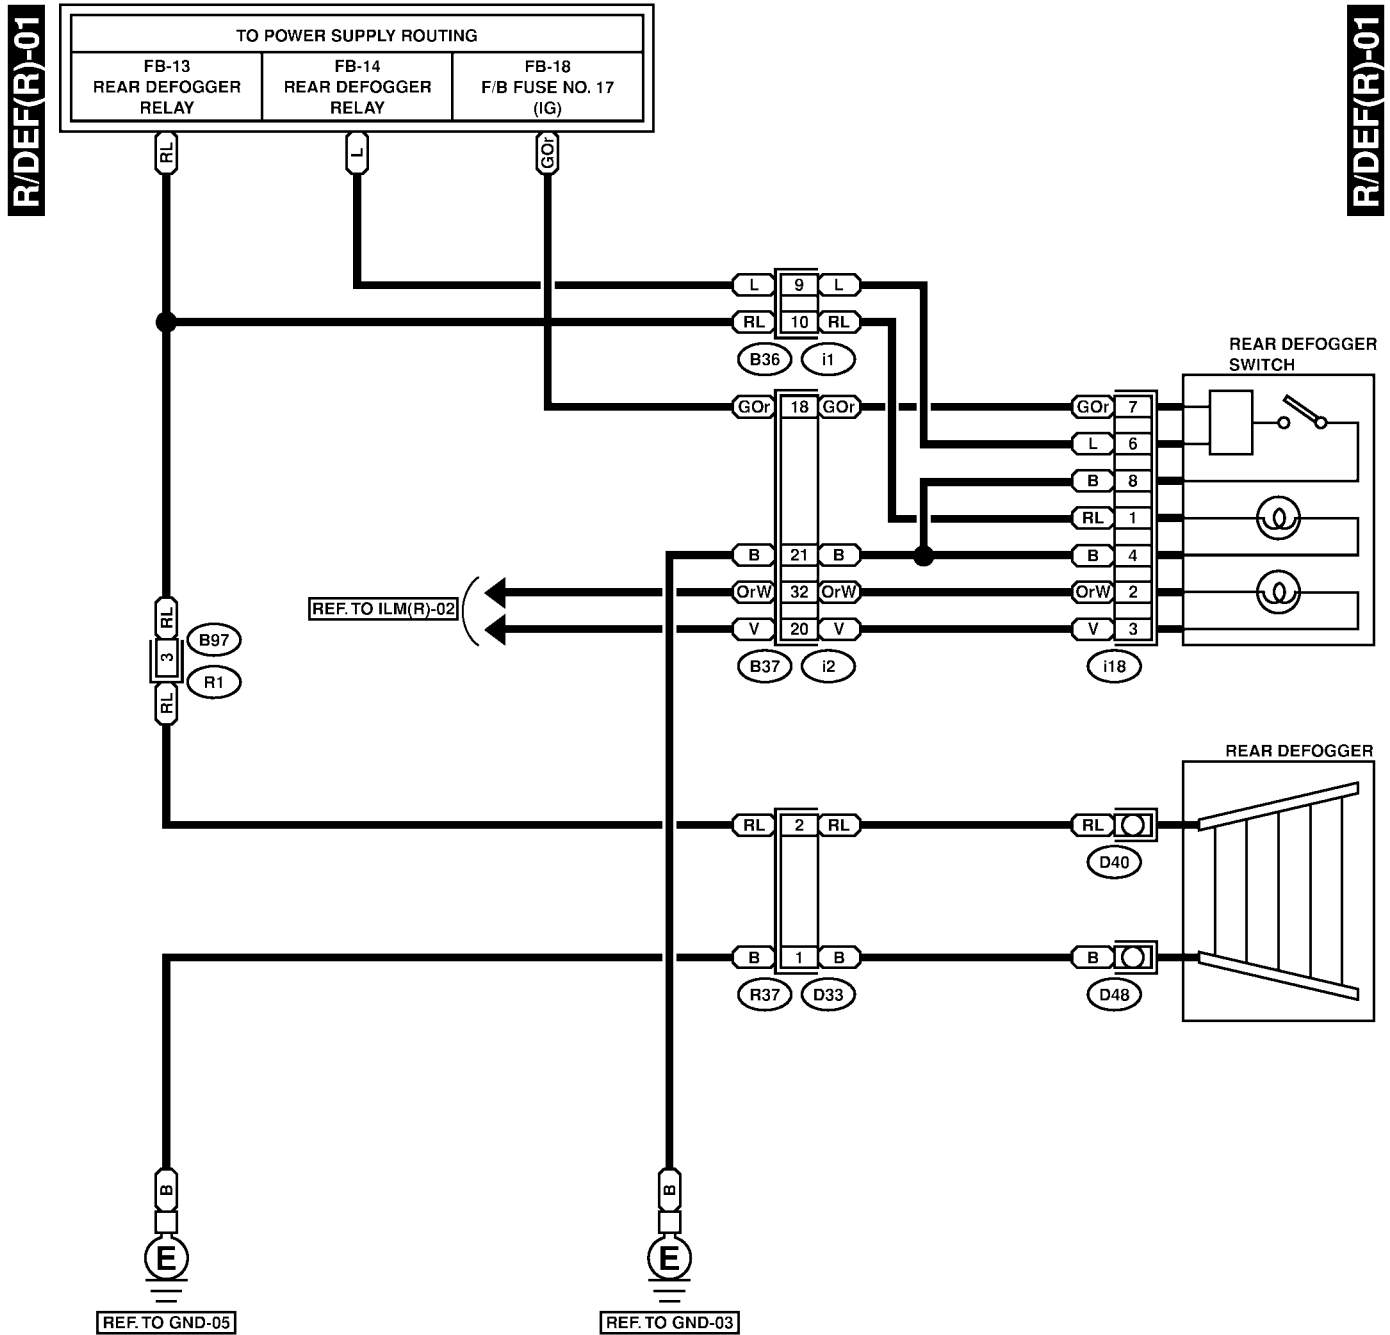 R/DEF(R)-01
R/DEF(R)-01
TO POWER SUPPLY ROUTING
FB-13
REAR DEFOGGER
RELAY
FB-14
REAR DEFOGGER
RELAY
FB-18
F/B FUSE NO. 17
(IG)
RL
L
GOr
L 9 L
RL 10 RL
B36 i1
REAR DEFOGGER
SWITCH
GOr 18 GOr
GOr 7
L 6
B 8
RL 1
B 21 B
B 4
REF. TO ILM(R)-02
OrW 32 OrW
OrW 2
V 20 V
V 3
B37 i2
i18
RL
3
RL
B97
R1
REAR DEFOGGER
RL 2 RL
RL
D40
B 1 B
B
R37 D33
D48
B
E
REF. TO GND-05
B
E
REF. TO GND-03